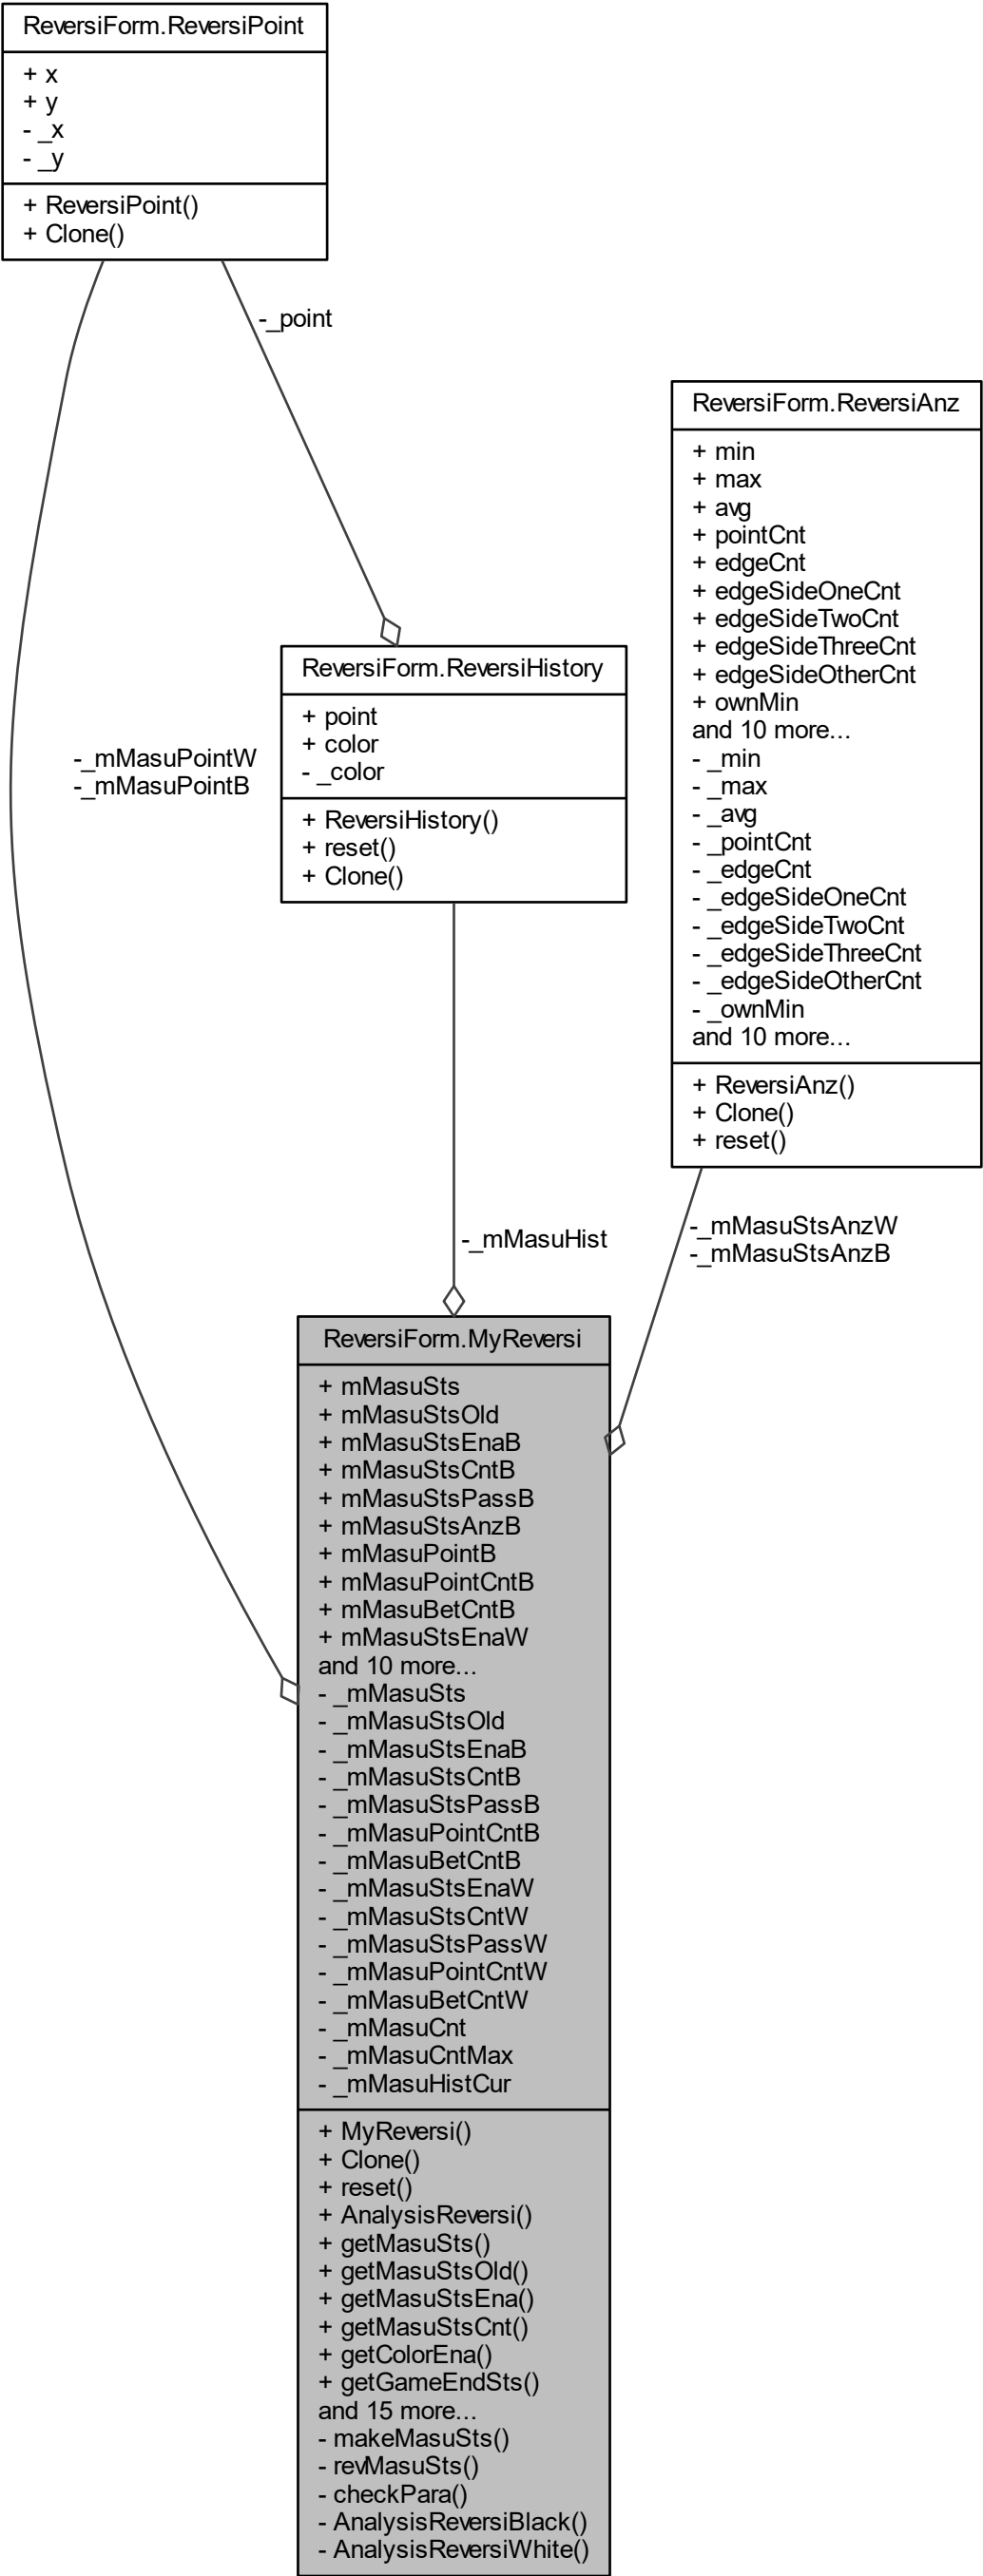 ReversiForm.ReversiPoint
+ x
+ y
- _x
- _y
+ ReversiPoint()
+ Clone()
-_point
ReversiForm.ReversiAnz
+ min
+ max
+ avg
+ pointCnt
+ edgeCnt
+ edgeSideOneCnt
+ edgeSideTwoCnt
+ edgeSideThreeCnt
+ edgeSideOtherCnt
+ ownMin
and 10 more...
- _min
- _max
- _avg
- _pointCnt
- _edgeCnt
- _edgeSideOneCnt
- _edgeSideTwoCnt
- _edgeSideThreeCnt
- _edgeSideOtherCnt
- _ownMin
and 10 more...
+ ReversiAnz()
+ Clone()
+ reset()
ReversiForm.ReversiHistory
+ point
+ color
- _color
+ ReversiHistory()
+ reset()
+ Clone()
-_mMasuPointW
-_mMasuPointB
-_mMasuHist
-_mMasuStsAnzW
-_mMasuStsAnzB
ReversiForm.MyReversi
+ mMasuSts
+ mMasuStsOld
+ mMasuStsEnaB
+ mMasuStsCntB
+ mMasuStsPassB
+ mMasuStsAnzB
+ mMasuPointB
+ mMasuPointCntB
+ mMasuBetCntB
+ mMasuStsEnaW
and 10 more...
- _mMasuSts
- _mMasuStsOld
- _mMasuStsEnaB
- _mMasuStsCntB
- _mMasuStsPassB
- _mMasuPointCntB
- _mMasuBetCntB
- _mMasuStsEnaW
- _mMasuStsCntW
- _mMasuStsPassW
- _mMasuPointCntW
- _mMasuBetCntW
- _mMasuCnt
- _mMasuCntMax
- _mMasuHistCur
+ MyReversi()
+ Clone()
+ reset()
+ AnalysisReversi()
+ getMasuSts()
+ getMasuStsOld()
+ getMasuStsEna()
+ getMasuStsCnt()
+ getColorEna()
+ getGameEndSts()
and 15 more...
- makeMasuSts()
- revMasuSts()
- checkPara()
- AnalysisReversiBlack()
- AnalysisReversiWhite()